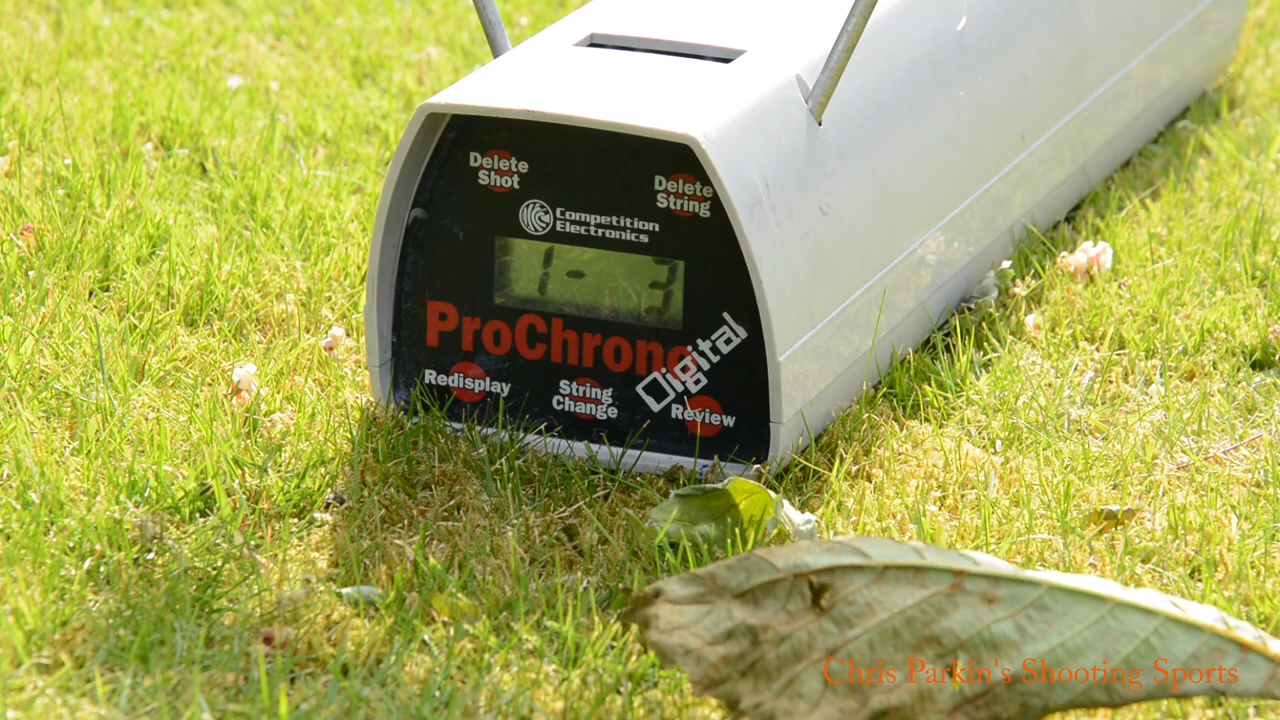 Delete
Shot
Delete
String
Competition
Electronics
1- 3
ProChrono
Digital
Redisplay
String
Change
Review
Chris Parkin's Shooting Sports